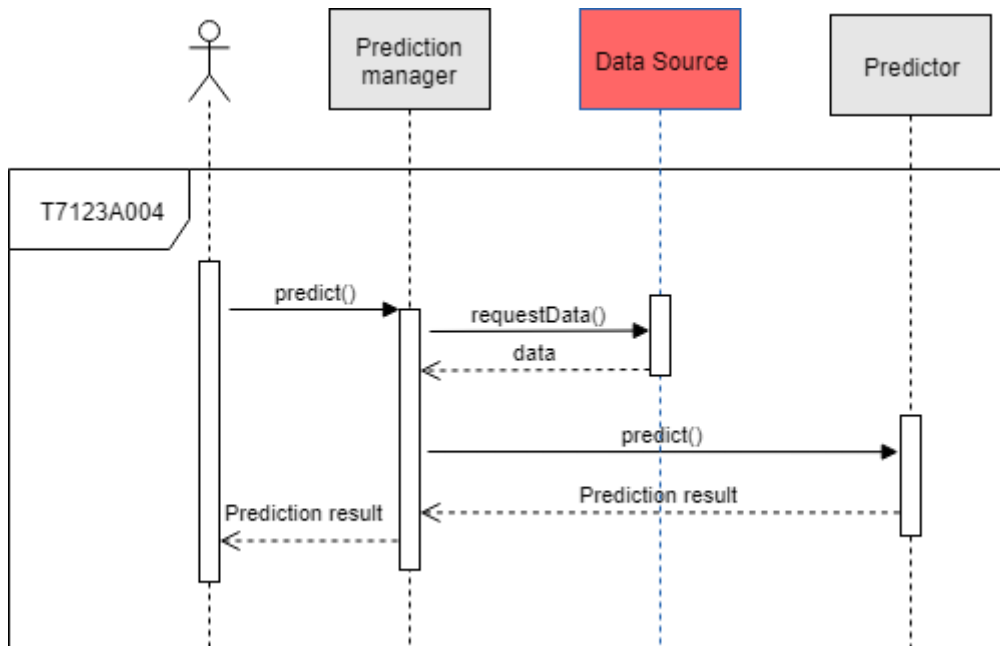 Prediction
manager
Data Source
Predictor
T7123A004
predict()
requestData()
data
predict()
Prediction result
Prediction result